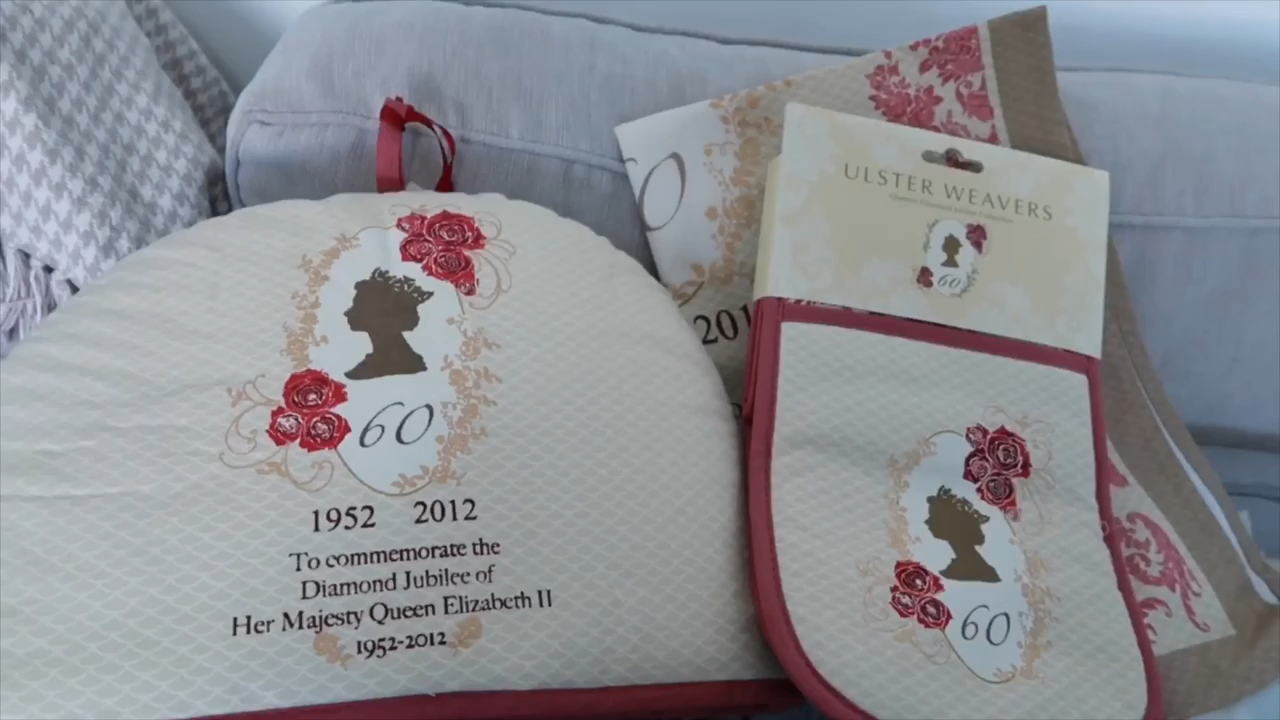 60
1952 2012
To commemorate the
Diamond Jubilee of
Her Majesty Queen Elizabeth II
1952-2012
ULSTER WEAVERS
60
60